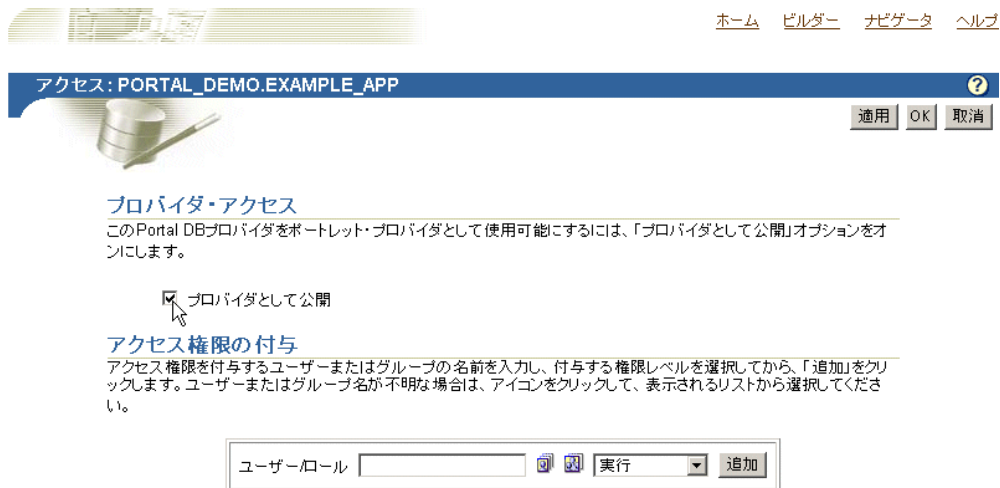 ホーム ビルダー ナビゲータ ヘルプ
アクセス: PORTAL_DEMO.EXAMPLE_APP ?
適用 OK 取消
プロバイダ・アクセス
このPortal DBプロバイダをポートレット・プロバイダとして使用可能にするには、「プロバイダとして公開」オプションをオ
ンにします。
プロバイダとして公開
アクセス権限の付与
アクセス権限を付与するユーザーまたはグループの名前を入力し、付与する権限レベルを選択してから、「追加」をクリ
ックします。ユーザーまたはグループ名が不明な場合は、アイコンをクリックして、表示されるリストから選択してくださ
い。
ユーザー/ロール 実行 追加